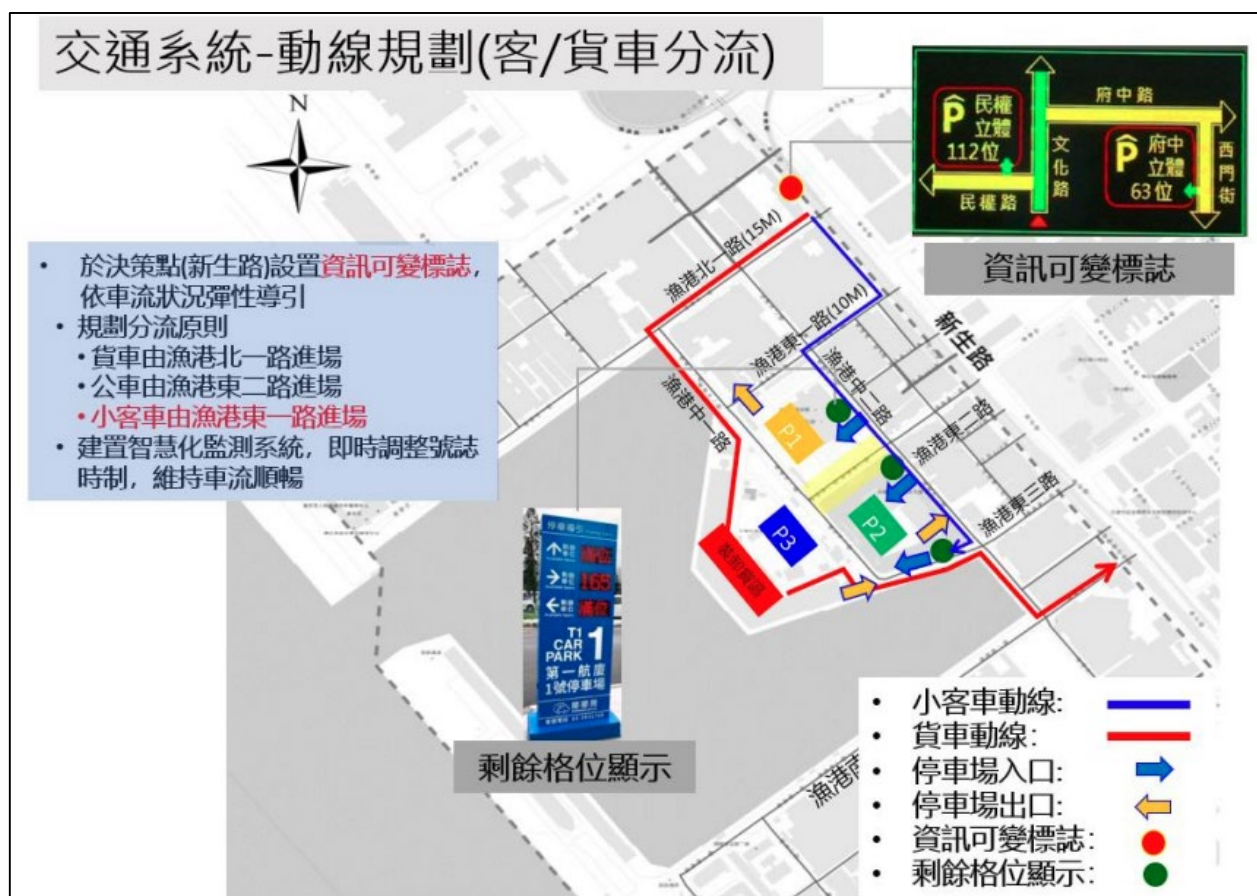 交通系統-動線規劃(客/貨車分流)
N
民權
立體
112位
P
府中路
文化路
民權路
P
府中
立體
63位
西門街
資訊可變標誌
• 於決策點(新生路)設置資訊可變標誌，
依車流狀況彈性導引
• 規劃分流原則
• 貨車由漁港北一路進場
• 公車由漁港東二路進場
• 小客車由漁港東一路進場
• 建置智慧化監測系統，即時調整號誌
時制，維持車流順暢
漁港北一路(15M)
漁港東一路(10M)
新生路
漁港中二路
漁港中一路
漁港東二路
漁港東三路
P1
P2
P3
停車導引
165
滿位
T1
CAR
PARK
1
第一航廈
1號停車場
剩餘格位顯示
漁港南
• 小客車動線:
• 貨車動線:
• 停車場入口:
• 停車場出口:
• 資訊可變標誌:
• 剩餘格位顯示: